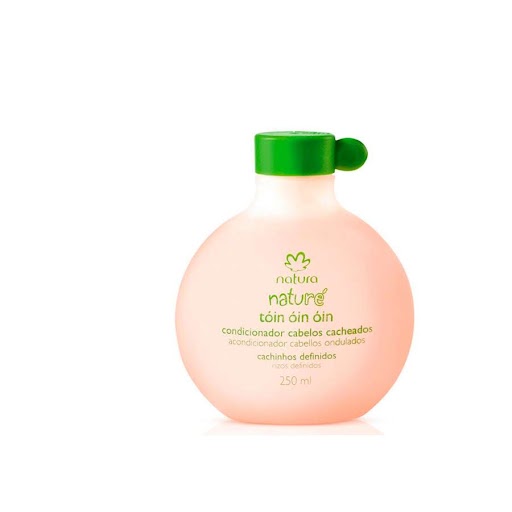 natura
naturé
tóin óin óin
condicionador cabelos cacheados
acondicionador cabellos ondulados
cachinhos definidos
rizos definidos
250 ml